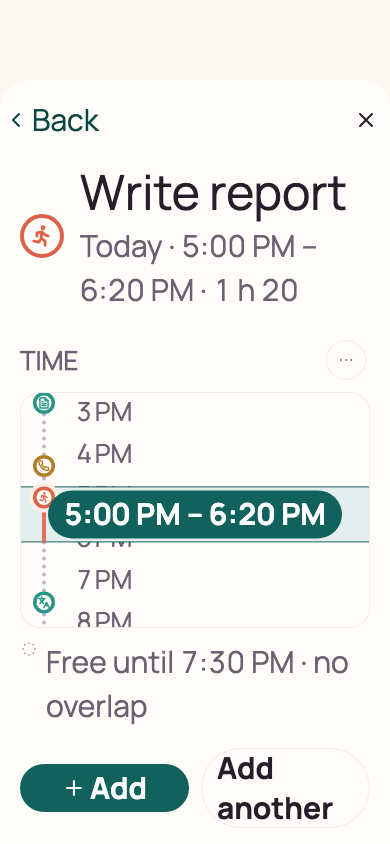 Back
Write report
Today · 5:00 PM –
6:20 PM · 1 h 20
TIME
3 PM
4 PM
5:00 PM – 6:20 PM
7 PM
8 PM
Free until 7:30 PM · no
overlap
+ Add
Add
another